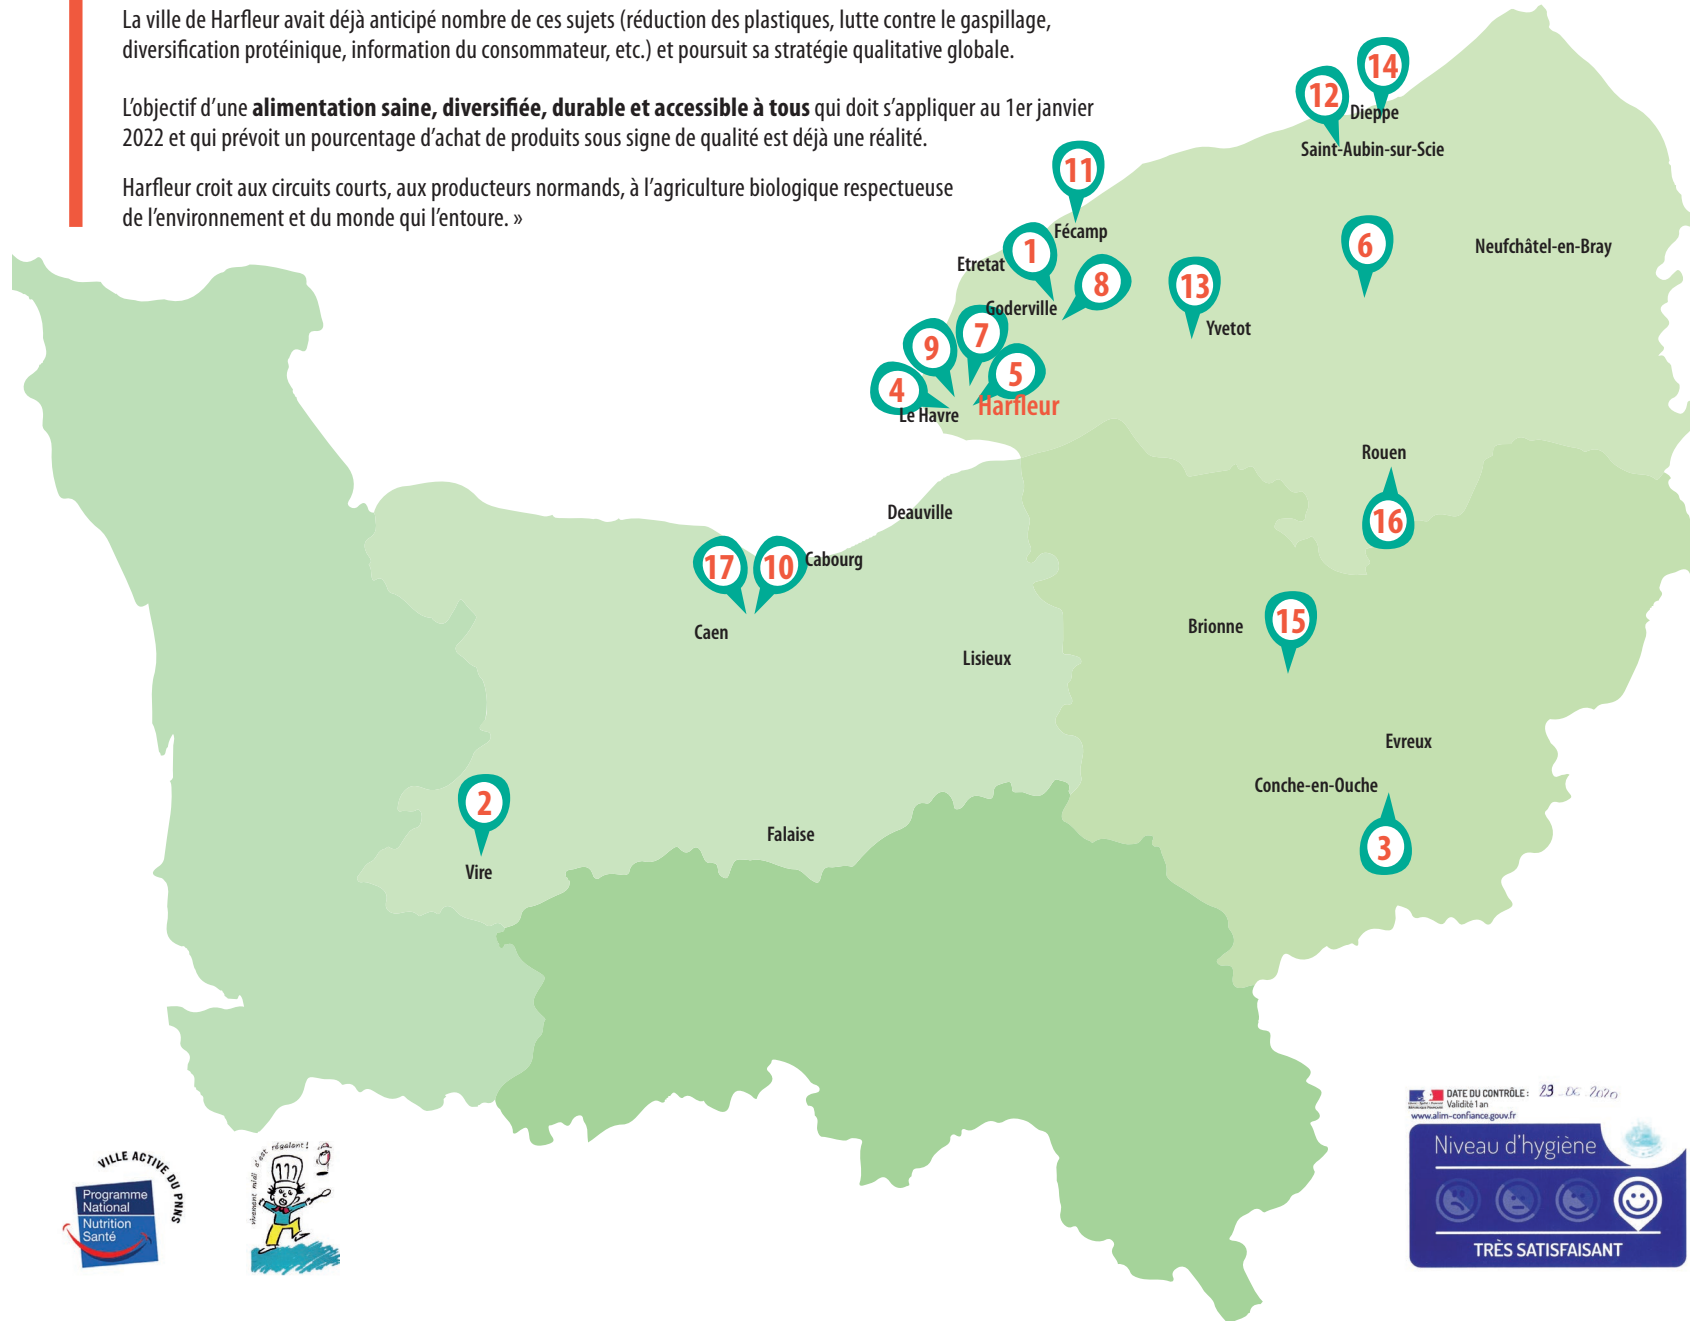 La ville de Harfleur avait déjà anticipé nombre de ces sujets (réduction des plastiques, lutte contre le gaspillage,
diversification protéinique, information du consommateur, etc.) et poursuit sa stratégie qualitative globale.
L'objectif d'une alimentation saine, diversifiée, durable et accessible à tous qui doit s'appliquer au 1er janvier
2022 et qui prévoit un pourcentage d'achat de produits sous signe de qualité est déjà une réalité.
Harfleur croit aux circuits courts, aux producteurs normands, à l'agriculture biologique respectueuse
de l'environnement et du monde qui l'entoure. »
14
12
Dieppe
Saint-Aubin-sur-Scie
11
Fécamp
1
Etretat
6
Neufchâtel-en-Bray
8
13
Goderville
Yvetot
7
9
5
4
Harfleur
Le Havre
Rouen
16
Deauville
Cabourg
17
10
Caen
Brionne
15
Lisieux
Evreux
Conche-en-Ouche
3
2
Vire
Falaise
VILLE ACTIVE DU PNNS
Programme
National
Nutrition
Santé
vivement midi c'est régalant !
DATE DU CONTRÔLE : 23 2020
Validité 1 an
www.alim-confiance.gouv.fr
Niveau d'hygiène
TRÈS SATISFAISANT